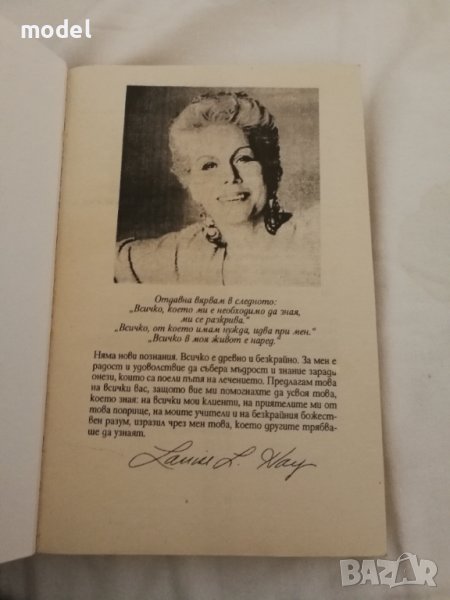 model
Отдавна вярвам в следното:
„Всичко, което ми е необходимо да зная,
ми се разкрива.“
„Всичко, от което имам нужда, идва при мен.“
„Всичко в моя живот е наред.“
Няма нови познания. Всичко е древно и безкрайно. За мен е
радост и удоволствие да събера мъдрост и знание заради
онези, които са поели пътя на лечението. Предлагам това
на всички вас, защото вие ми помогнахте да усвоя това,
което зная: на всички мои клиенти, на приятелите ми от
това поприще, на моите учители и на безкрайния божест-
вен разум, изразил чрез мен това, което другите трябва-
ше да узнаят.
Louise L. Hay
BAZAR